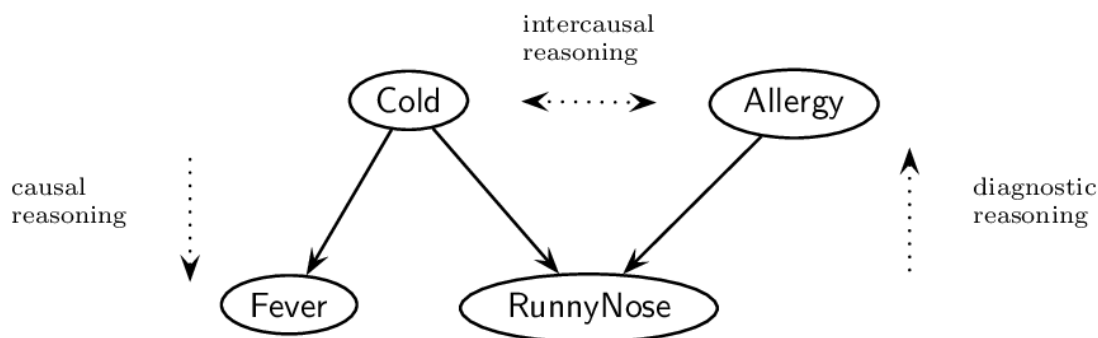 intercausal
reasoning
Cold
Allergy
causal
reasoning
diagnostic
reasoning
Fever
RunnyNose